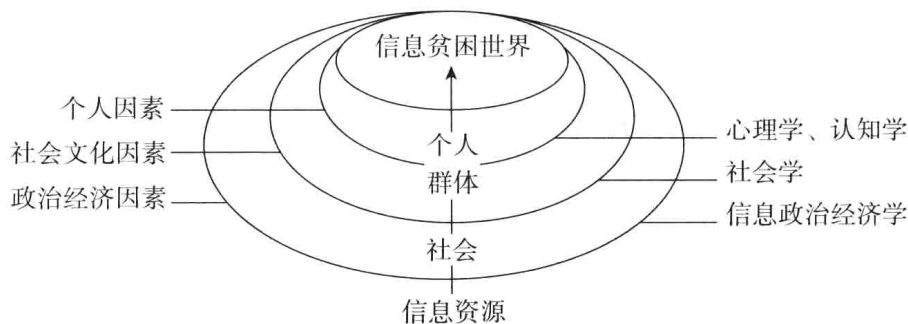 信息贫困世界
个人因素
心理学、认知学
个人
社会文化因素
社会学
群体
政治经济因素
信息政治经济学
社会
信息资源